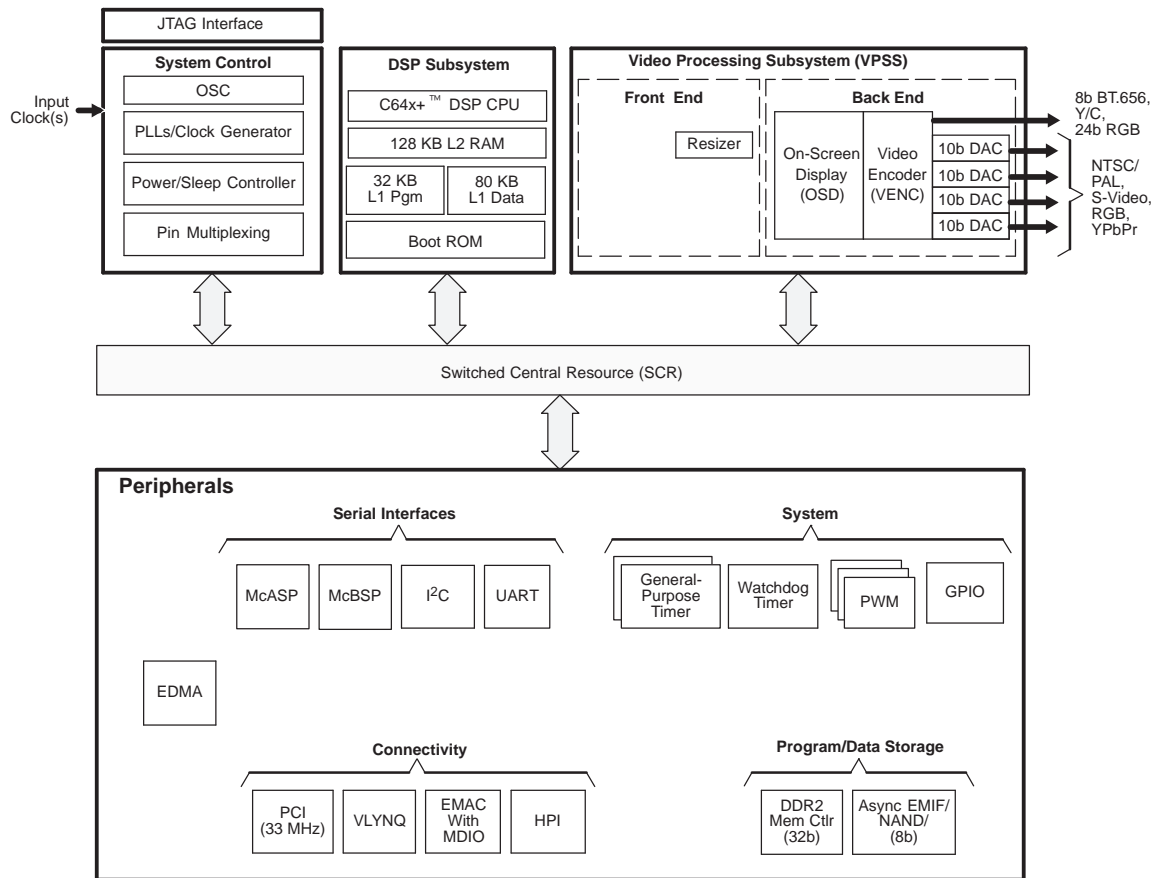 JTAG Interface
System Control
OSC
PLLs/Clock Generator
Power/Sleep Controller
Pin Multiplexing
Input
Clock(s)
DSP Subsystem
C64x+™ DSP CPU
128 KB L2 RAM
32 KB
L1 Pgm
80 KB
L1 Data
Boot ROM
Video Processing Subsystem (VPSS)
Front End
Resizer
Back End
On-Screen
Display
(OSD)
Video
Encoder
(VENC)
10b DAC
10b DAC
10b DAC
10b DAC
8b BT.656,
Y/C,
24b RGB
NTSC/
PAL,
S-Video,
RGB,
YPbPr
Switched Central Resource (SCR)
Peripherals
Serial Interfaces
McASP
McBSP
I²C
UART
System
General-
Purpose
Timer
Watchdog
Timer
PWM
GPIO
EDMA
Connectivity
PCI
(33 MHz)
VLYNQ
EMAC
With
MDIO
HPI
Program/Data Storage
DDR2
Mem Ctlr
(32b)
Async EMIF/
NAND/
(8b)